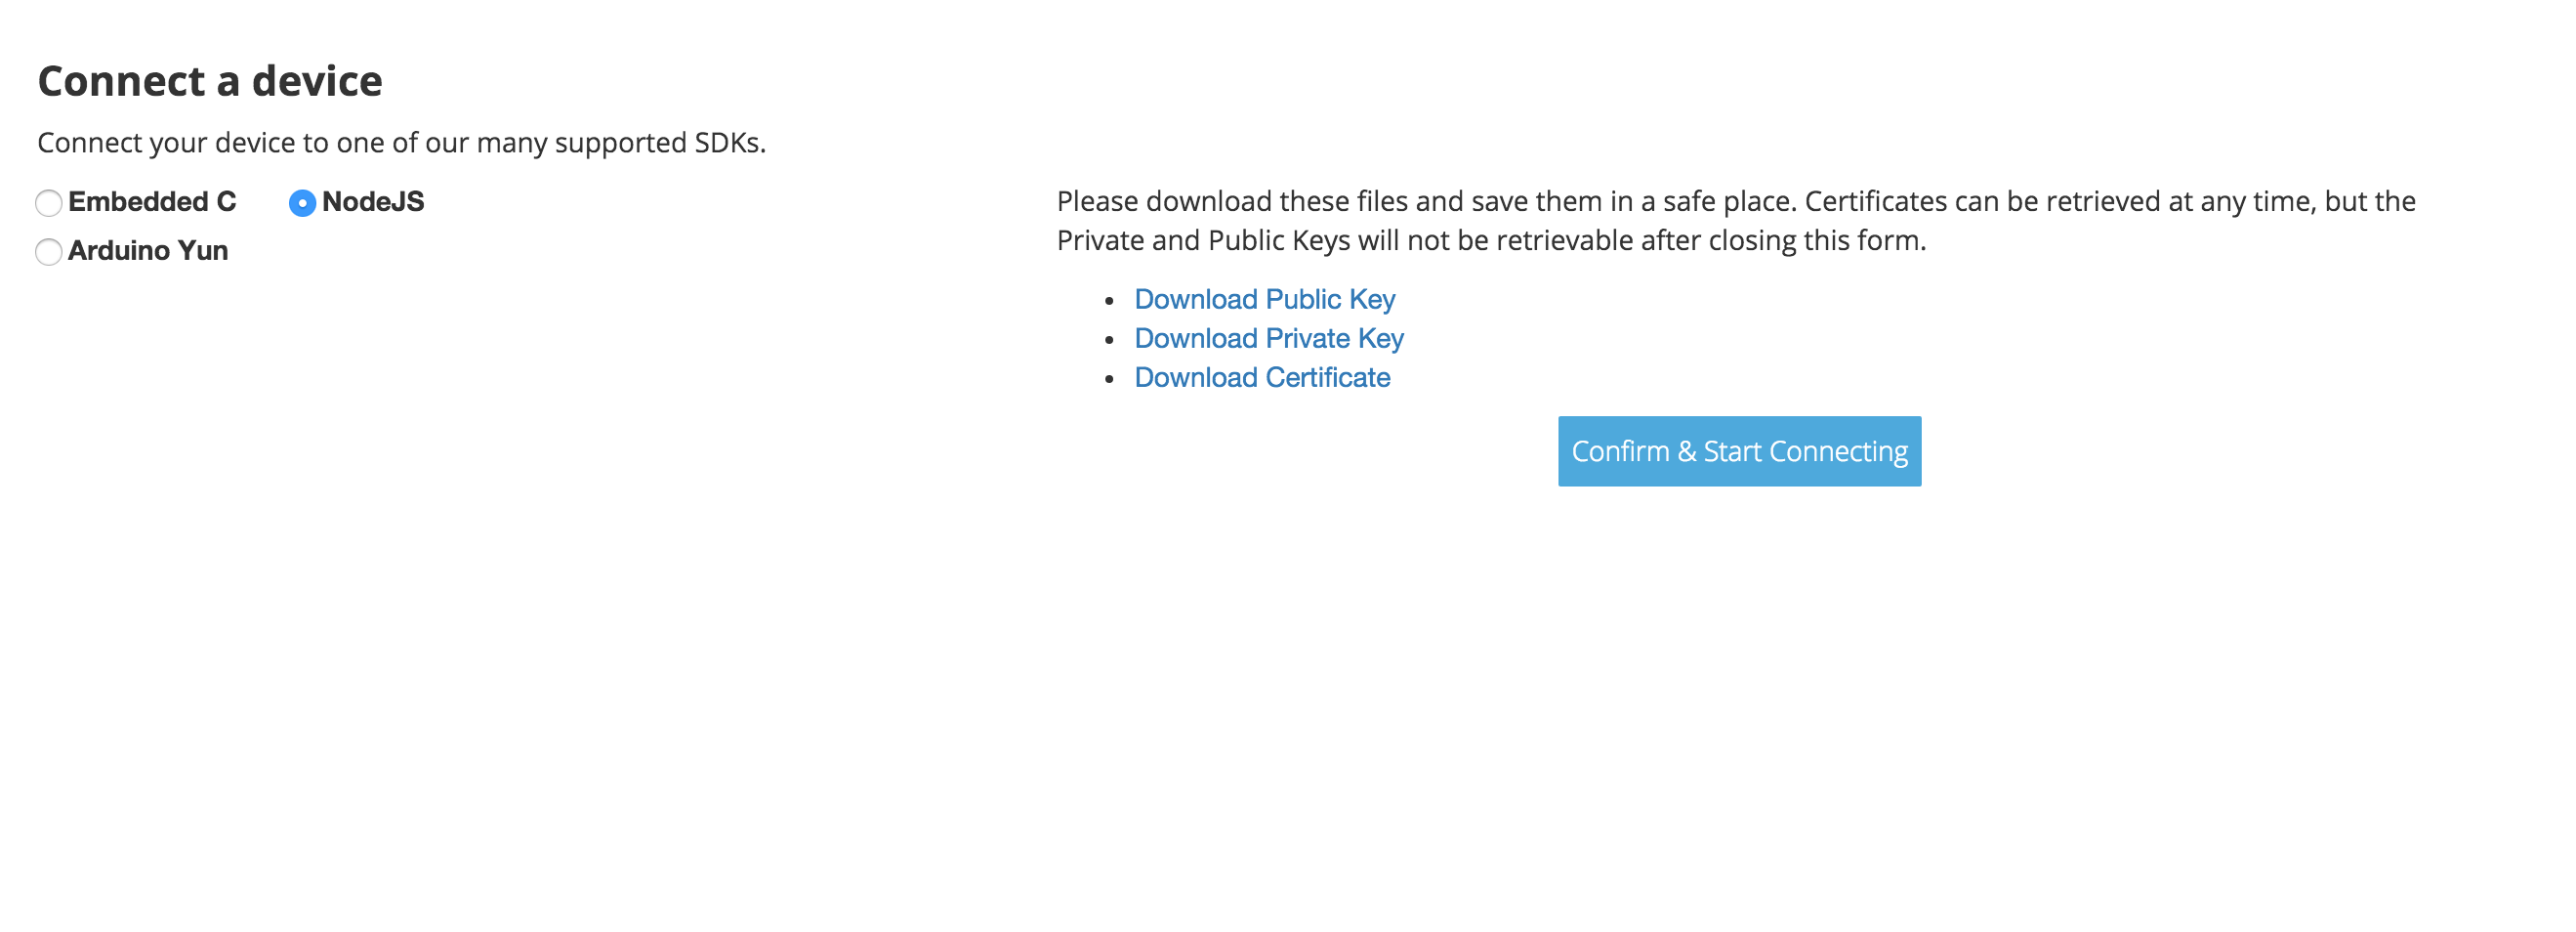 Connect a device
Connect your device to one of our many supported SDKs.
Embedded C
NodeJS
Arduino Yun
Please download these files and save them in a safe place. Certificates can be retrieved at any time, but the
Private and Public Keys will not be retrievable after closing this form.
Download Public Key
Download Private Key
Download Certificate
Confirm & Start Connecting